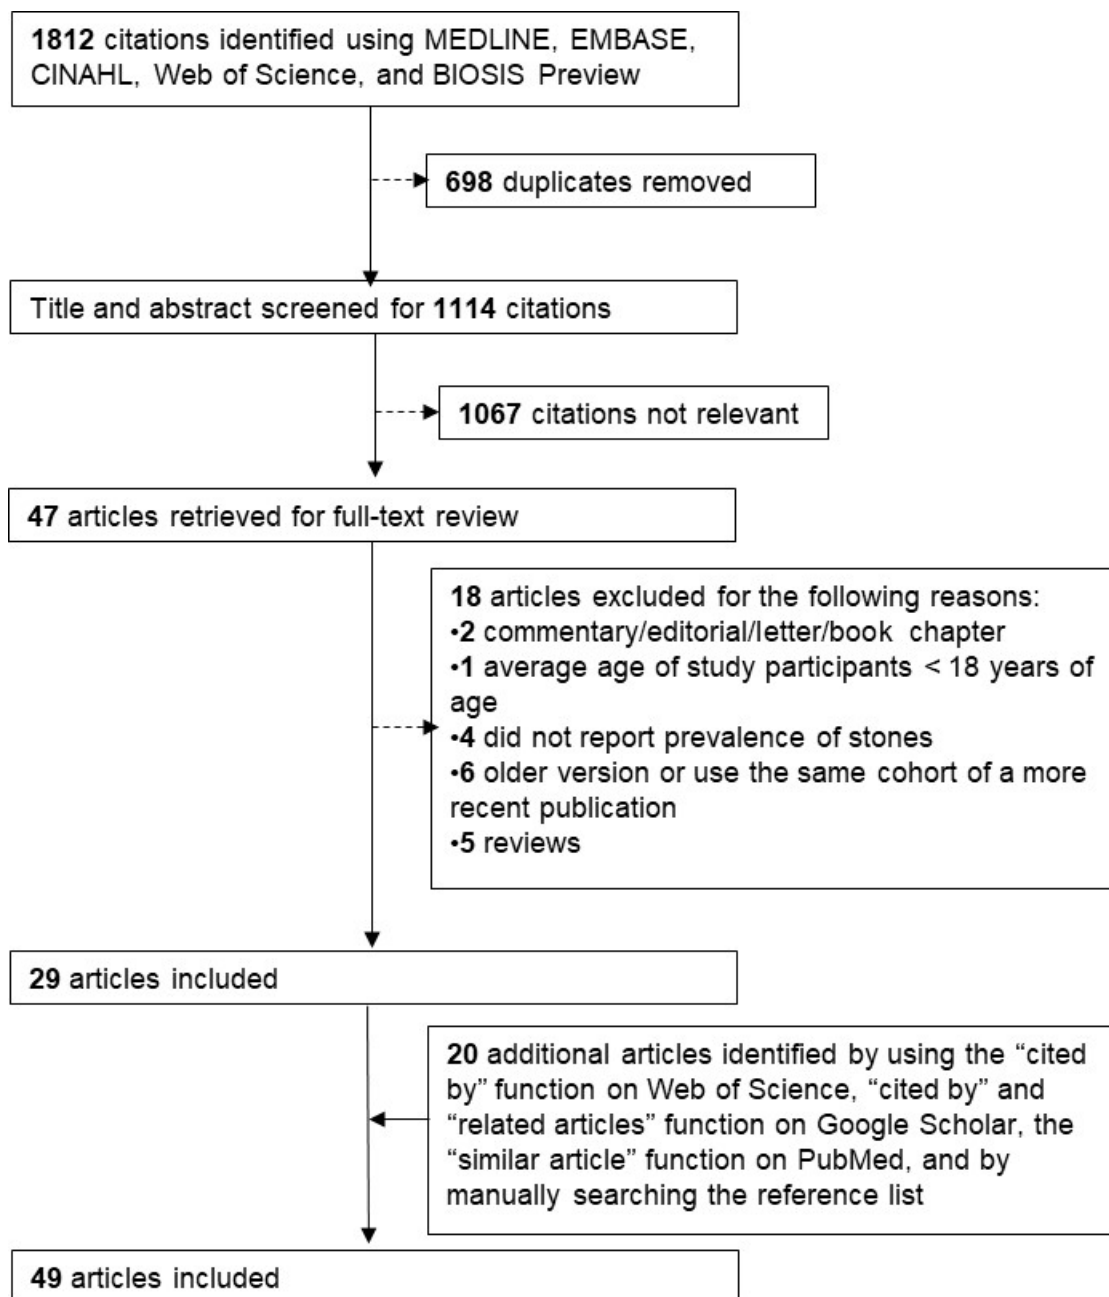 1812 citations identified using MEDLINE, EMBASE,
CINAHL, Web of Science, and BIOSIS Preview
698 duplicates removed
Title and abstract screened for 1114 citations
1067 citations not relevant
47 articles retrieved for full-text review
18 articles excluded for the following reasons:
•2 commentary/editorial/letter/book chapter
•1 average age of study participants < 18 years of
age
•4 did not report prevalence of stones
•6 older version or use the same cohort of a more
recent publication
•5 reviews
29 articles included
20 additional articles identified by using the “cited
by” function on Web of Science, “cited by” and
“related articles” function on Google Scholar, the
“similar article” function on PubMed, and by
manually searching the reference list
49 articles included